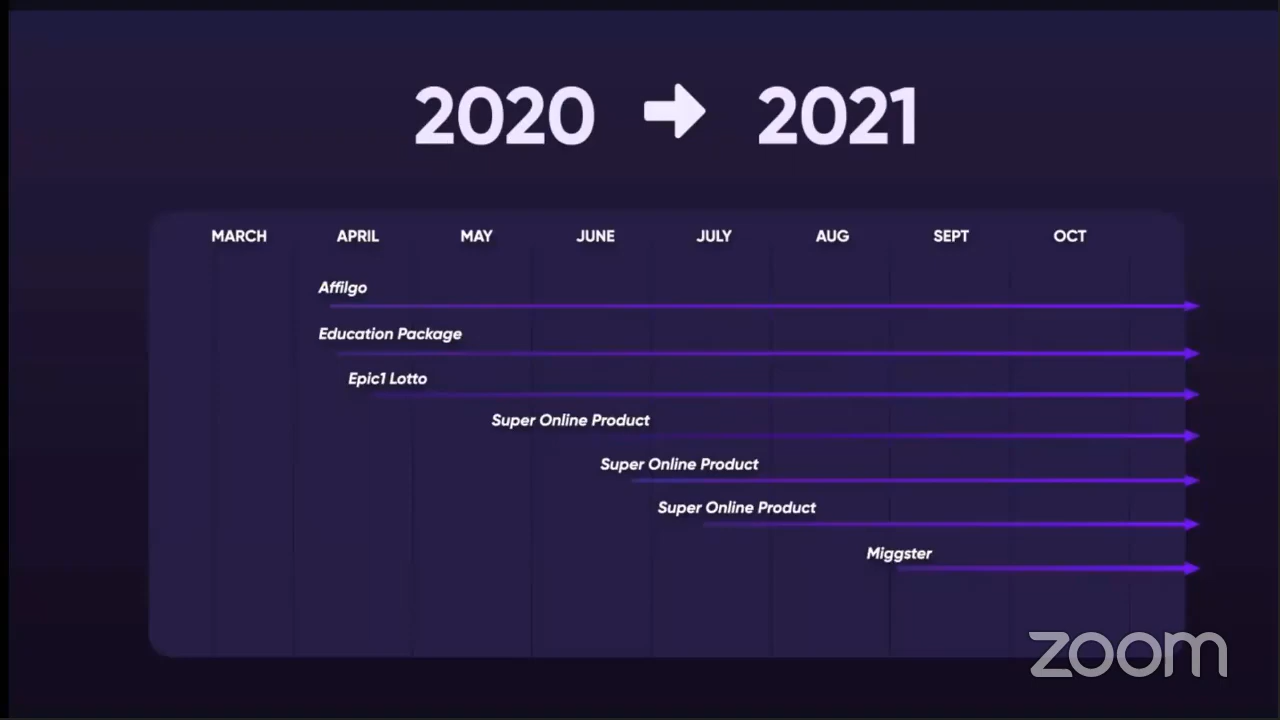 2020 2021
MARCH APRIL MAY JUNE JULY AUG SEPT OCT
Affilgo
Education Package
Epic1 Lotto
Super Online Product
Super Online Product
Super Online Product
Miggster
zoom